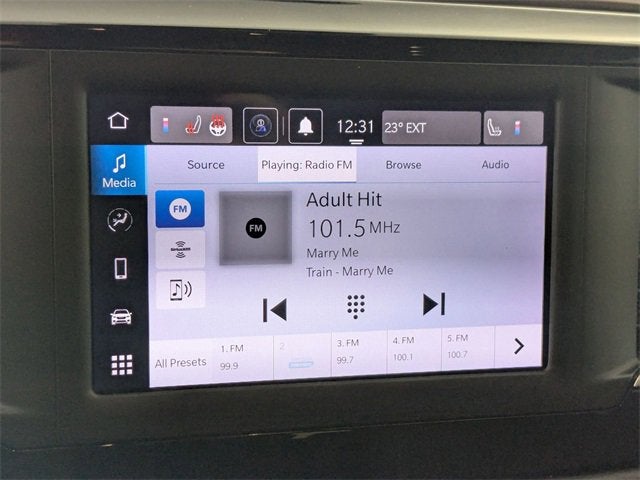 12:31 23° EXT
Media
Source Playing: Radio FM Browse Audio
FM
FM
SiriusXM
Adult Hit
101.5 MHz
Marry Me
Train - Marry Me
All Presets
1. FM
99.9
2
3. FM
99.7
4. FM
100.1
5. FM
100.7